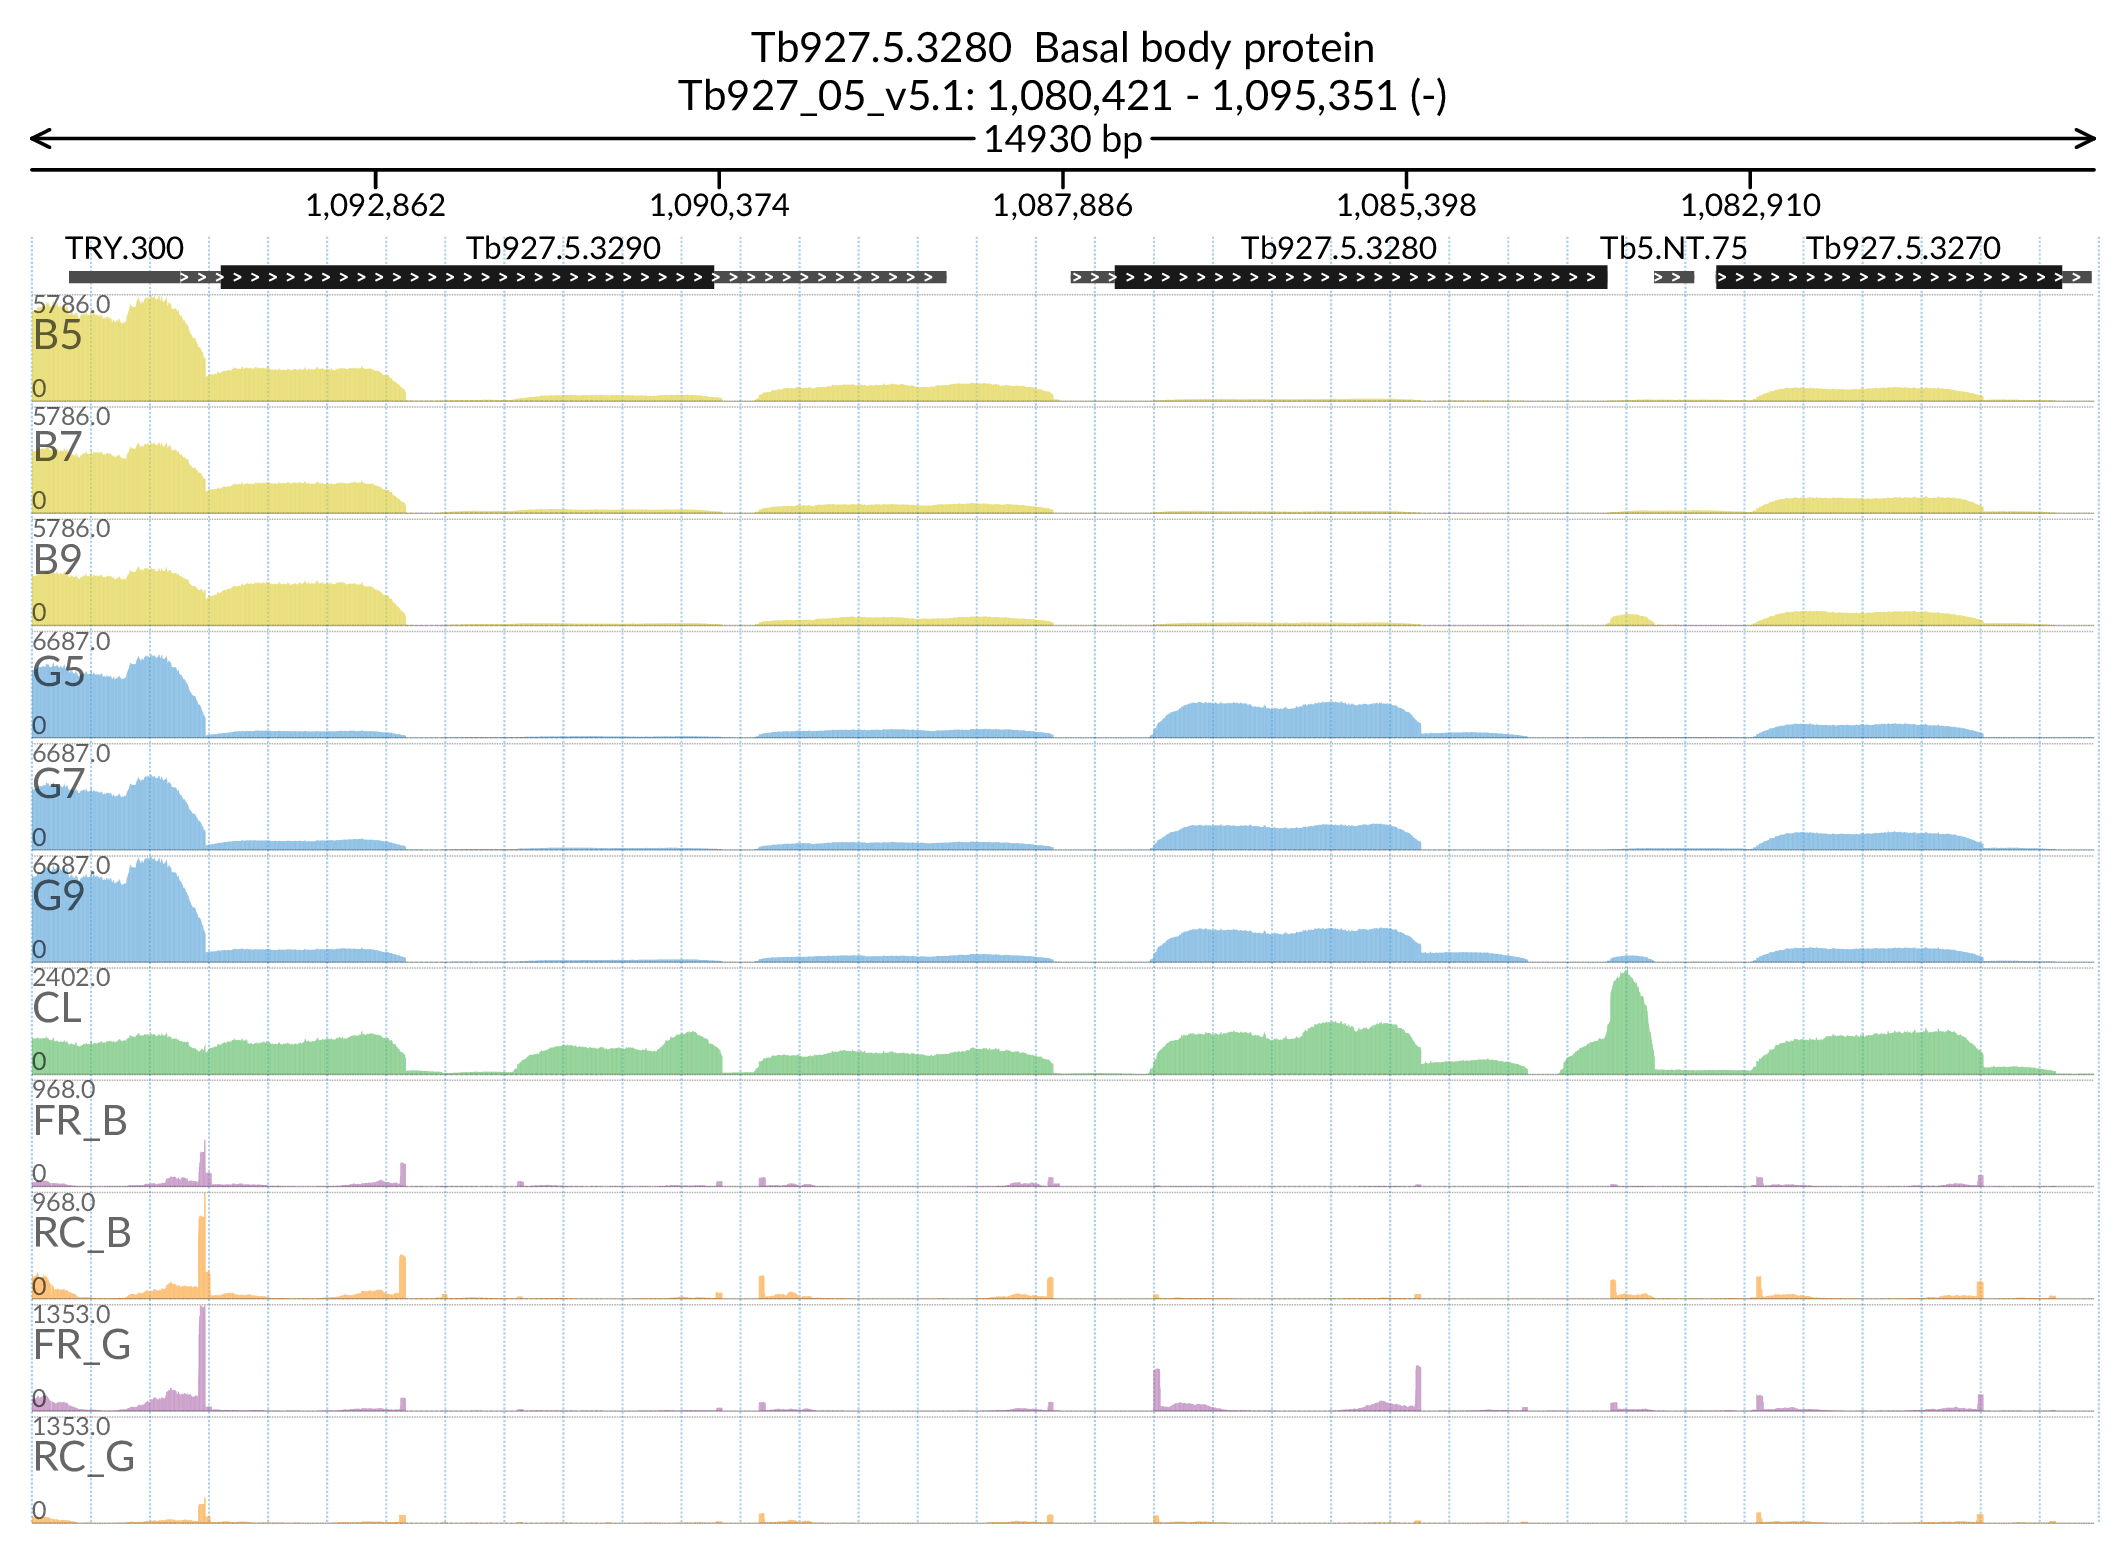 Tb927.5.3280 Basal body protein
Tb927_05_v5.1: 1,080,421 - 1,095,351 (-)
14930 bp
1,092,862 1,090,374 1,087,886 1,085,398 1,082,910
TRY.300 Tb927.5.3290 Tb927.5.3280 Tb5.NT.75 Tb927.5.3270
5786.0
B5
0
5786.0
B7
0
5786.0
B9
0
6687.0
G5
0
6687.0
G7
0
6687.0
G9
0
2402.0
CL
0
968.0
FR_B
0
968.0
RC_B
0
1353.0
FR_G
0
1353.0
RC_G
0